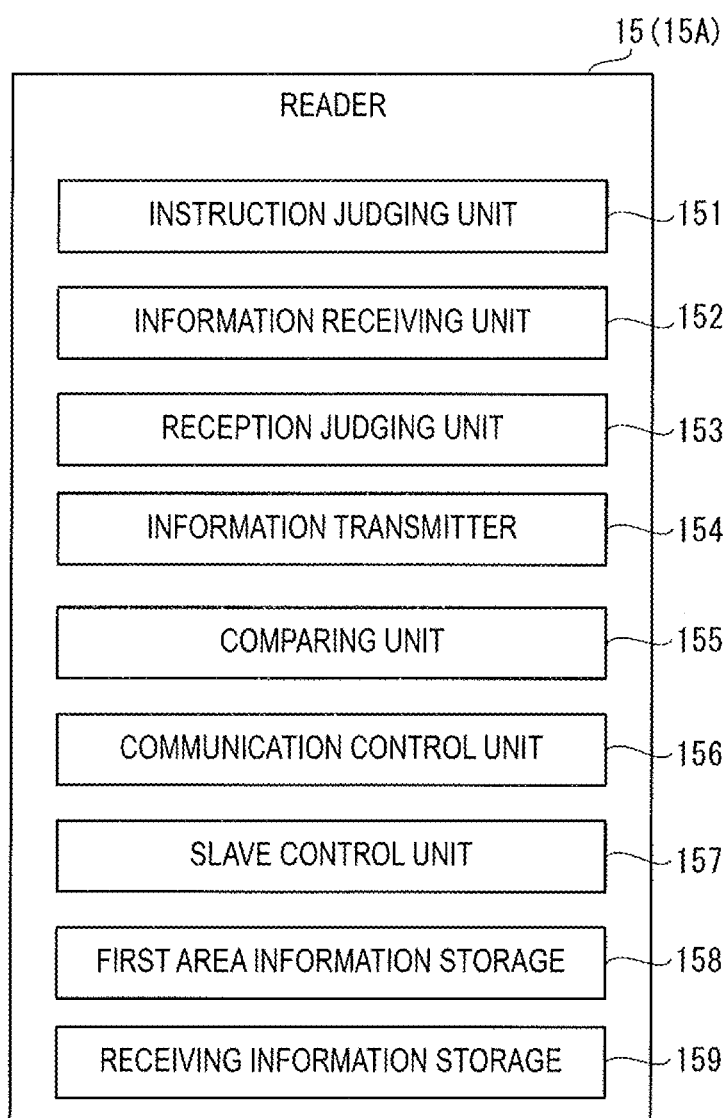 15(15A)
READER
INSTRUCTION JUDGING UNIT 151
INFORMATION RECEIVING UNIT 152
RECEPTION JUDGING UNIT 153
INFORMATION TRANSMITTER 154
COMPARING UNIT 155
COMMUNICATION CONTROL UNIT 156
SLAVE CONTROL UNIT 157
FIRST AREA INFORMATION STORAGE 158
RECEIVING INFORMATION STORAGE 159